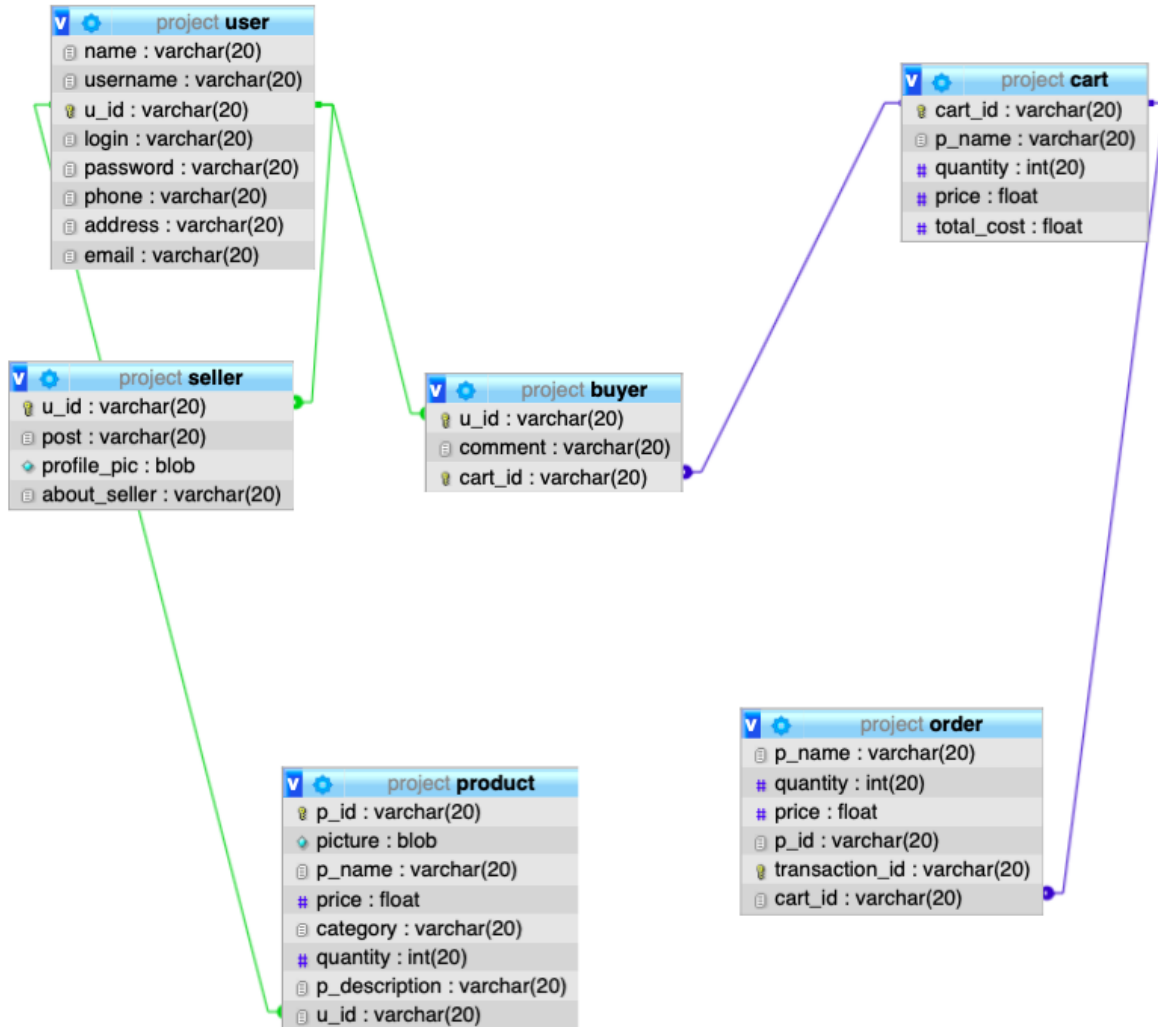 v project user
name : varchar(20)
username : varchar(20)
u_id : varchar(20)
login : varchar(20)
password : varchar(20)
phone : varchar(20)
address : varchar(20)
email : varchar(20)
v project cart
cart_id : varchar(20)
p_name : varchar(20)
# quantity : int(20)
# price : float
# total_cost : float
v project seller
u_id : varchar(20)
post : varchar(20)
profile_pic : blob
about_seller : varchar(20)
v project buyer
u_id : varchar(20)
comment : varchar(20)
cart_id : varchar(20)
v project product
p_id : varchar(20)
picture : blob
p_name : varchar(20)
# price : float
category : varchar(20)
# quantity : int(20)
p_description : varchar(20)
u_id : varchar(20)
v project order
p_name : varchar(20)
# quantity : int(20)
# price : float
p_id : varchar(20)
transaction_id : varchar(20)
cart_id : varchar(20)